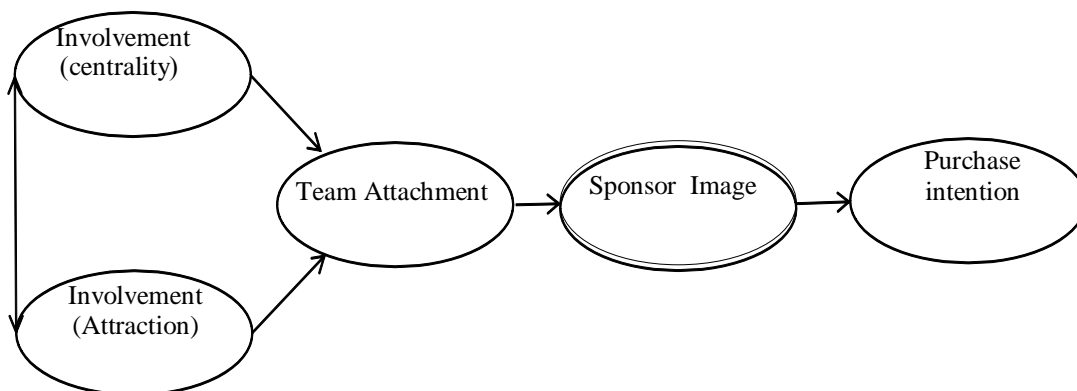 Involvement
(centrality)
Team Attachment
Sponsor Image
Purchase
intention
Involvement
(Attraction)